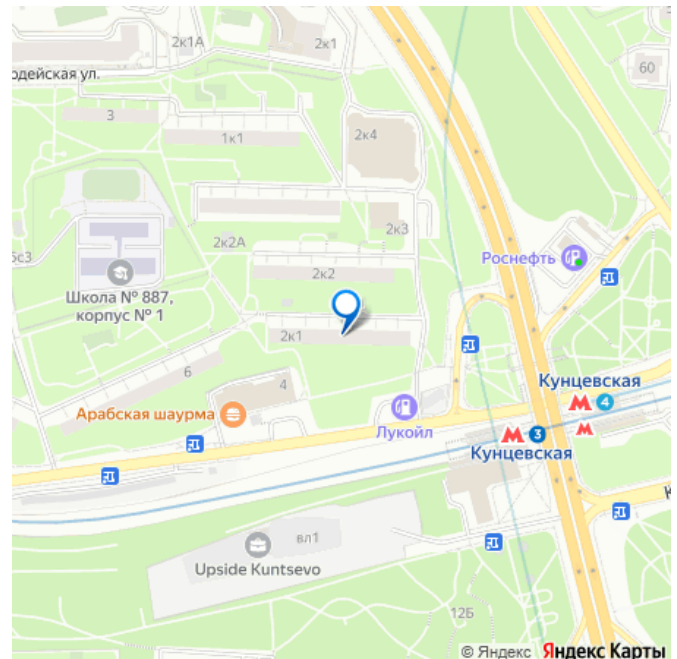 2к1А
2к1
одейская ул.
60
3
1к1
2к4
2к3
5с3
2к2А
Роснефть
2к2
Школа № 887,
корпус № 1
2к1
6
4
Кунцевская
4
Арабская шаурма
Лукойл
3
Кунцевская
К
вл1
Upside Kuntsevo
12Б
© Яндекс Яндекс Карты